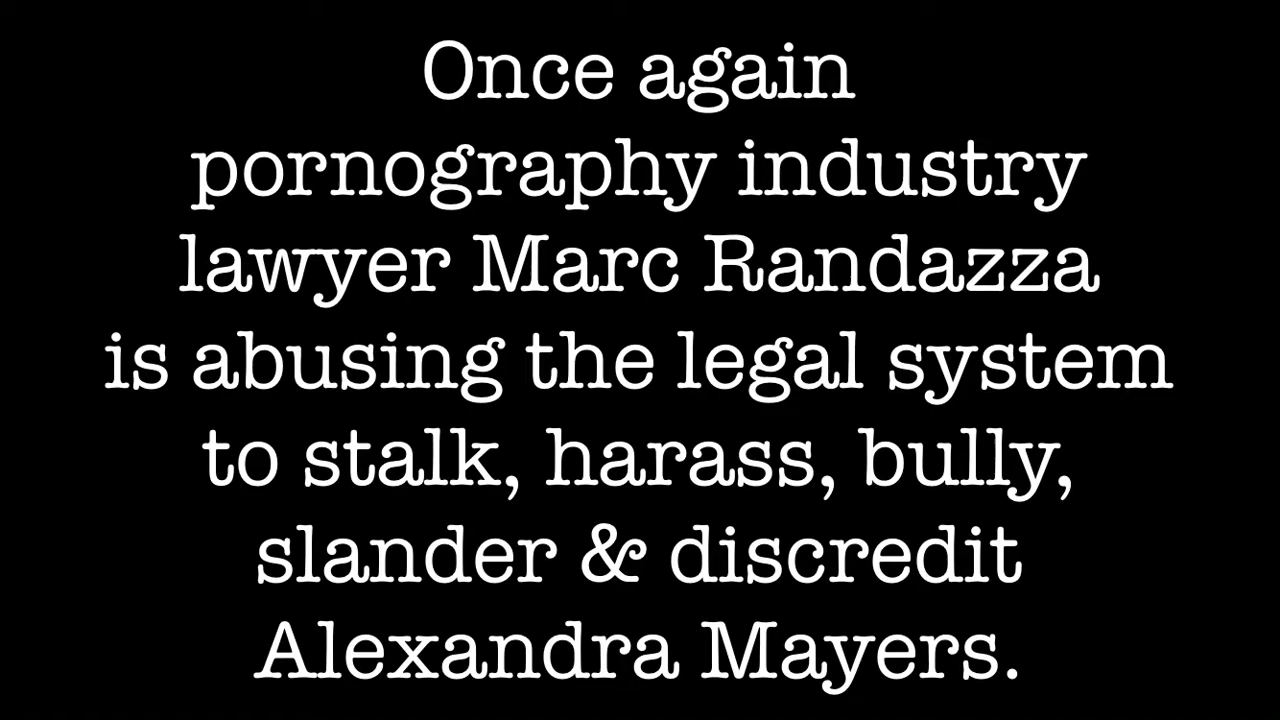 Once again
pornography industry
lawyer Marc Randazza
is abusing the legal system
to stalk, harass, bully,
slander & discredit
Alexandra Mayers.